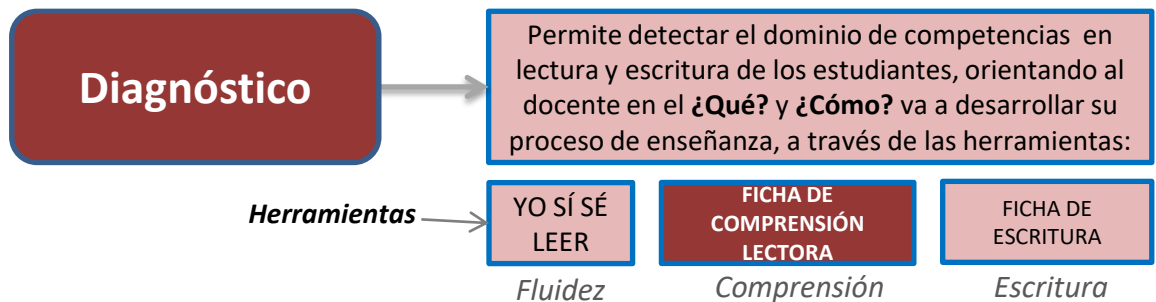 Diagnóstico
Permite detectar el dominio de competencias en
lectura y escritura de los estudiantes, orientando al
docente en el ¿Qué? y ¿Cómo? va a desarrollar su
proceso de enseñanza, a través de las herramientas:
Herramientas
YO SÍ SÉ
LEER
FICHA DE
COMPRENSIÓN
LECTORA
FICHA DE
ESCRITURA
Fluidez
Comprensión
Escritura